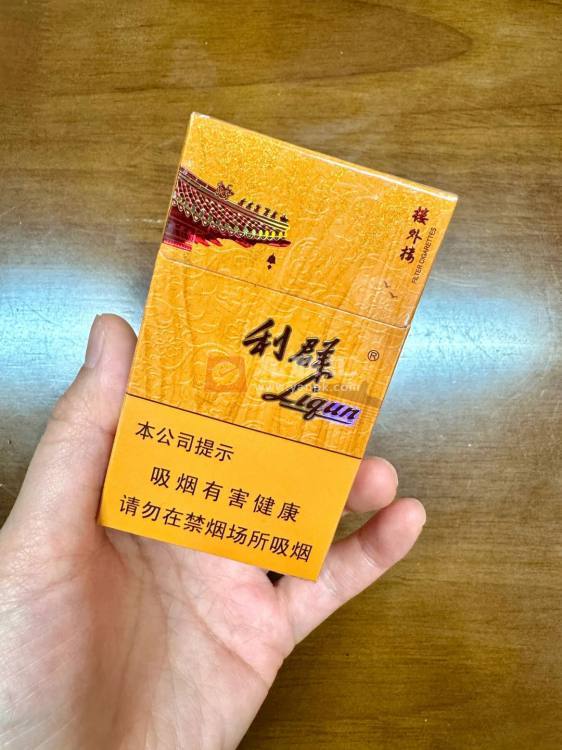 楼外楼
FILTER CIGARETTES
利群
®
Liqun
本公司提示
吸烟有害健康
请勿在禁烟场所吸烟